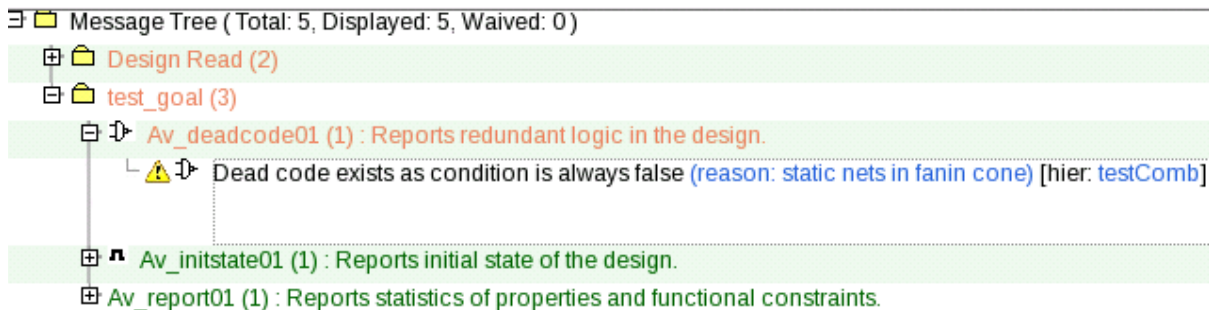 Message Tree ( Total: 5, Displayed: 5, Waived: 0 )
Design Read (2)
test_goal (3)
Av_deadcode01 (1) : Reports redundant logic in the design.
Dead code exists as condition is always false (reason: static nets in fanin cone) [hier: testComb]
Av_initstate01 (1) : Reports initial state of the design.
Av_report01 (1) : Reports statistics of properties and functional constraints.